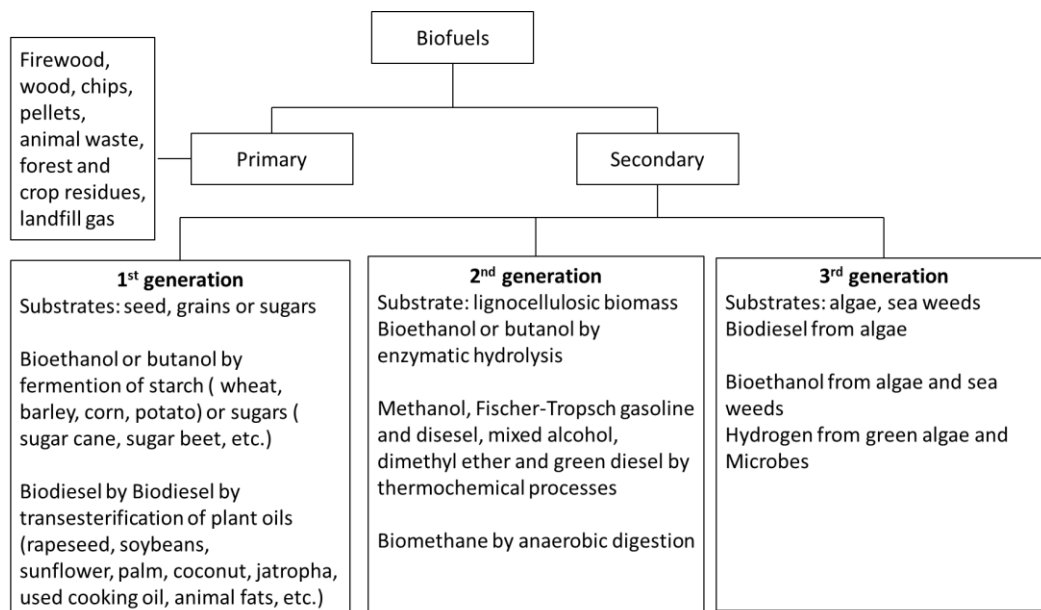 Biofuels
Firewood,
wood, chips,
pellets,
animal waste,
forest and
crop residues,
landfill gas
Primary
Secondary
1st generation
Substrates: seed, grains or sugars
Bioethanol or butanol by
fermention of starch ( wheat,
barley, corn, potato) or sugars (
sugar cane, sugar beet, etc.)
Biodiesel by Biodiesel by
transesterification of plant oils
(rapeseed, soybeans,
sunflower, palm, coconut, jatropha,
used cooking oil, animal fats, etc.)
2nd generation
Substrate: lignocellulosic biomass
Bioethanol or butanol by
enzymatic hydrolysis
Methanol, Fischer-Tropsch gasoline
and disesel, mixed alcohol,
dimethyl ether and green diesel by
thermochemical processes
Biomethane by anaerobic digestion
3rd generation
Substrates: algae, sea weeds
Biodiesel from algae
Bioethanol from algae and sea
weeds
Hydrogen from green algae and
Microbes